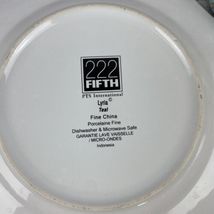 222
FIFTH
PTS International
©
Lyria
Teal
Fine China
Porcelaine Fine
Dishwasher & Microwave Safe
GARANTIE LAVE VAISSELLE
/ MICRO-ONDES
Indonesia